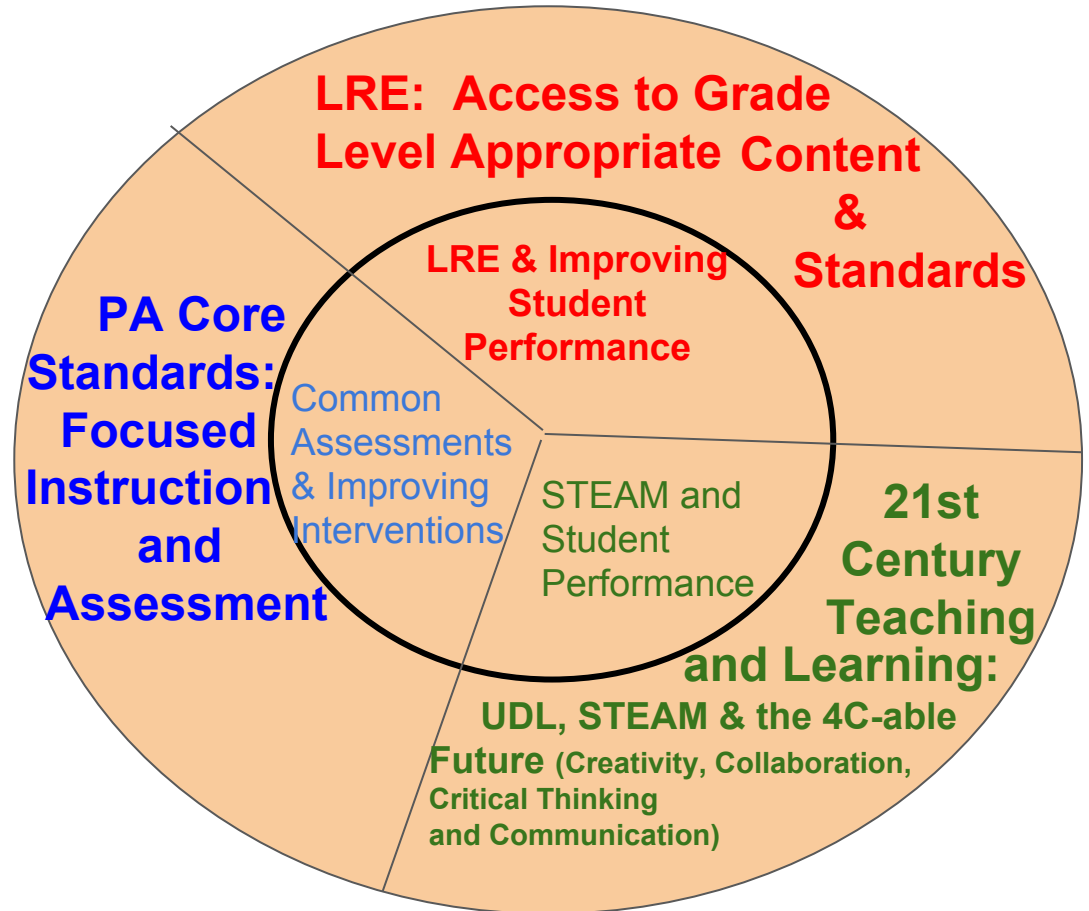 LRE: Access to Grade
Level Appropriate Content
&
Standards
LRE & Improving
Student
Performance
PA Core
Standards:
Focused
Instruction
and
Assessment
Common
Assessments
& Improving
Interventions
STEAM and
Student
Performance
21st
Century
Teaching
and Learning:
UDL, STEAM & the 4C-able
Future (Creativity, Collaboration,
Critical Thinking
and Communication)